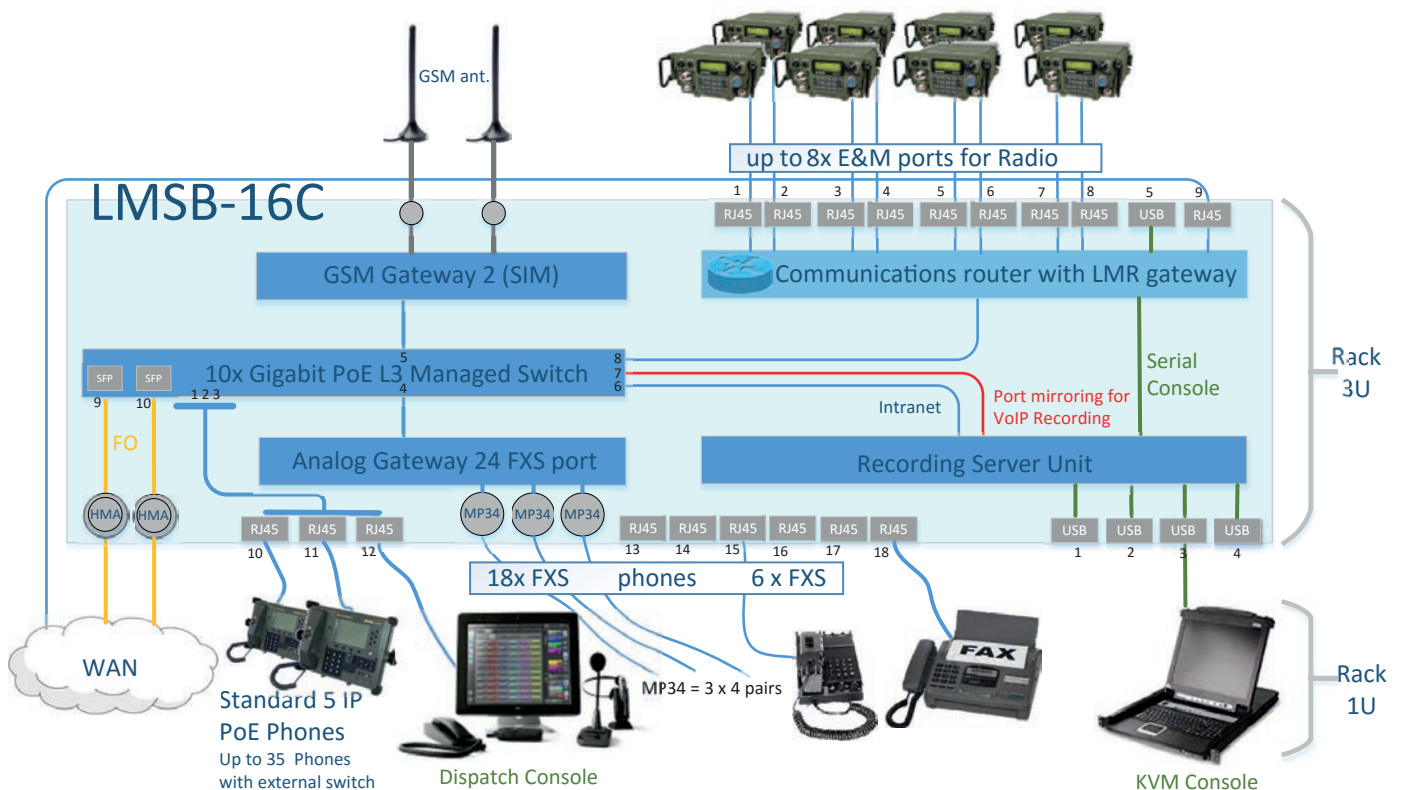 GSM ant.
up to 8x E&M ports for Radio
LMSB-16C
1 2 3 4 5 6 7 8 5 9
RJ45 RJ45 RJ45 RJ45 RJ45 RJ45 RJ45 RJ45 USB RJ45
GSM Gateway 2 (SIM)
Communications router with LMR gateway
5
8
SFP SFP
10x Gigabit PoE L3 Managed Switch
7
4
6
9 10
1 2 3
Serial
Console
Rack
3U
Intranet
Port mirroring for
VoIP Recording
FO
Analog Gateway 24 FXS port
Recording Server Unit
HMA HMA
MP34 MP34 MP34
RJ45 RJ45 RJ45
RJ45 RJ45 RJ45 RJ45 RJ45 RJ45
USB USB USB USB
10 11 12
13 14 15 16 17 18
1 2 3 4
18x FXS phones 6 x FXS
WAN
FAX
MP34 = 3 x 4 pairs
Rack
1U
Standard 5 IP
PoE Phones
Up to 35 Phones
with external switch
Dispatch Console
KVM Console